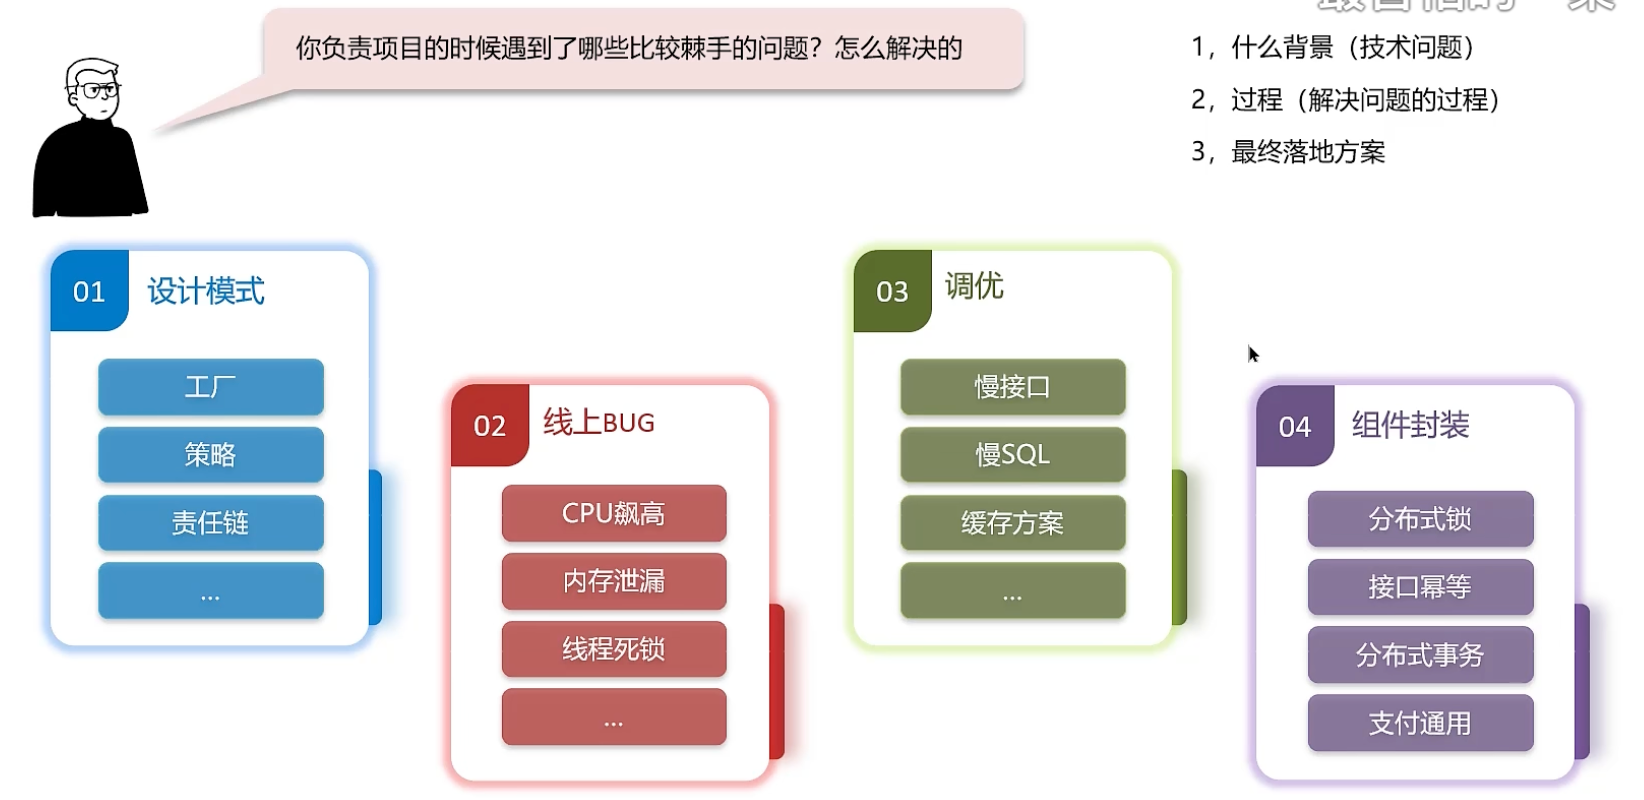 你负责项目的时候遇到了哪些比较棘手的问题？怎么解决的
1，什么背景（技术问题）
2，过程（解决问题的过程）
3，最终落地方案
01 设计模式
工厂
策略
责任链
...
02 线上BUG
CPU飙高
内存泄漏
线程死锁
...
03 调优
慢接口
慢SQL
缓存方案
...
04 组件封装
分布式锁
接口幂等
分布式事务
支付通用